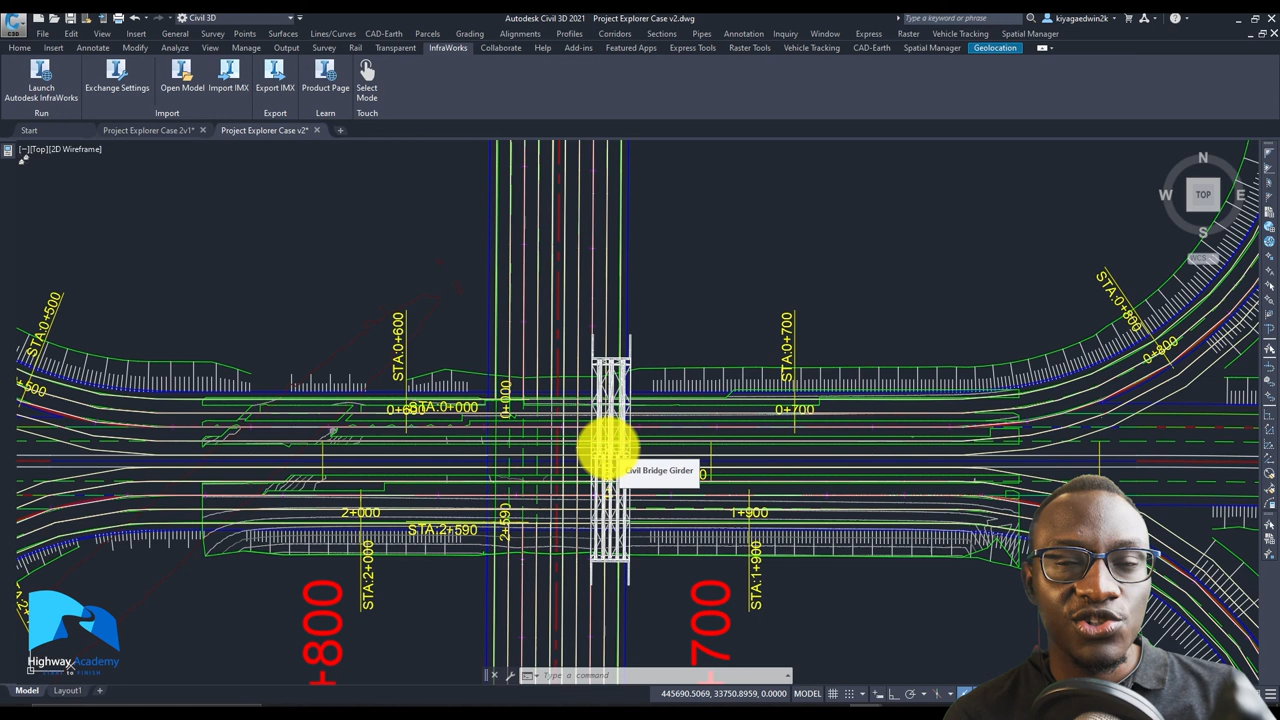 Civil 3D
Autodesk Civil 3D 2021 Project Explorer Case v2.dwg
Type a keyword or phrase
kiyagaedwin2k
C3D
File Edit View Insert General Survey Points Surfaces Lines/Curves CAD-Earth Parcels Grading Alignments Profiles Corridors Sections Pipes Annotation Inquiry Window Express Raster Vehicle Tracking Spatial Manager
Home Insert Annotate Modify Analyze View Manage Output Survey Rail Transparent InfraWorks Collaborate Help Add-ins Featured Apps Express Tools Raster Tools Vehicle Tracking CAD-Earth Spatial Manager Geolocation
Launch
Autodesk InfraWorks
Exchange Settings
Open Model
Import IMX
Export IMX
Product Page
Select
Mode
Run Import Export Learn Touch
Start Project Explorer Case 2v1* Project Explorer Case v2*
[−][Top][2D Wireframe]
N
W TOP E
S
WCS
STA:0+500
+500
STA:0+600
STA:0+700
STA:0+800
0+800
0+000
STA:0+000
0+700
Civil Bridge Girder
2+000
STA:2+590
2+590
1+900
STA:2+000
STA:1+900
+800
+700
Highway Academy
Type a command
Model Layout1
445690.5069, 33750.8959, 0.0000 MODEL